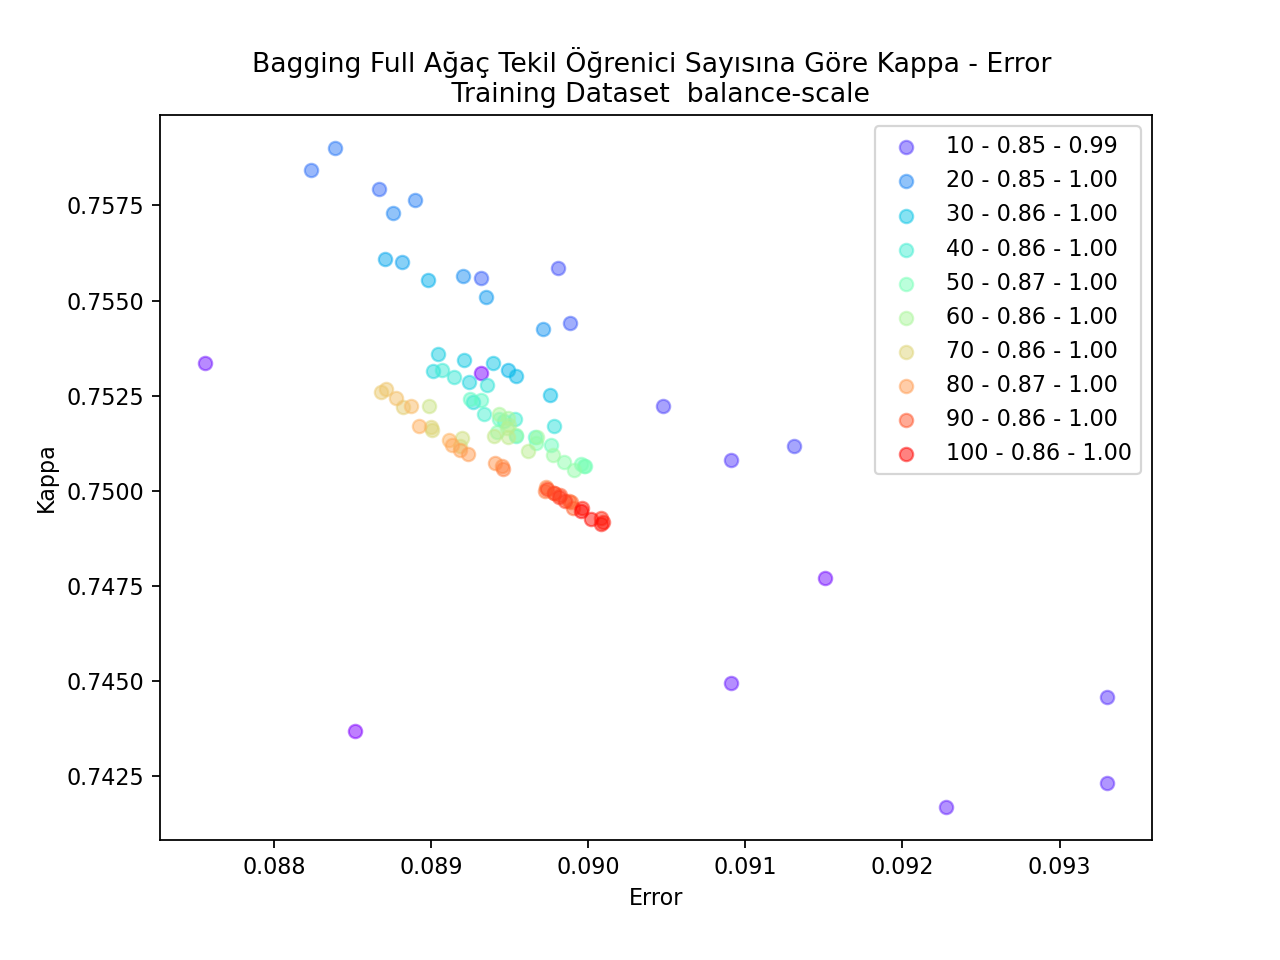 Bagging Full Ağaç Tekil Öğrenici Sayısına Göre Kappa - Error
Training Dataset  balance-scale
10 - 0.85 - 0.99
20 - 0.85 - 1.00
30 - 0.86 - 1.00
40 - 0.86 - 1.00
50 - 0.87 - 1.00
60 - 0.86 - 1.00
70 - 0.86 - 1.00
80 - 0.87 - 1.00
90 - 0.86 - 1.00
100 - 0.86 - 1.00
Kappa
0.7575
0.7550
0.7525
0.7500
0.7475
0.7450
0.7425
0.088 0.089 0.090 0.091 0.092 0.093
Error